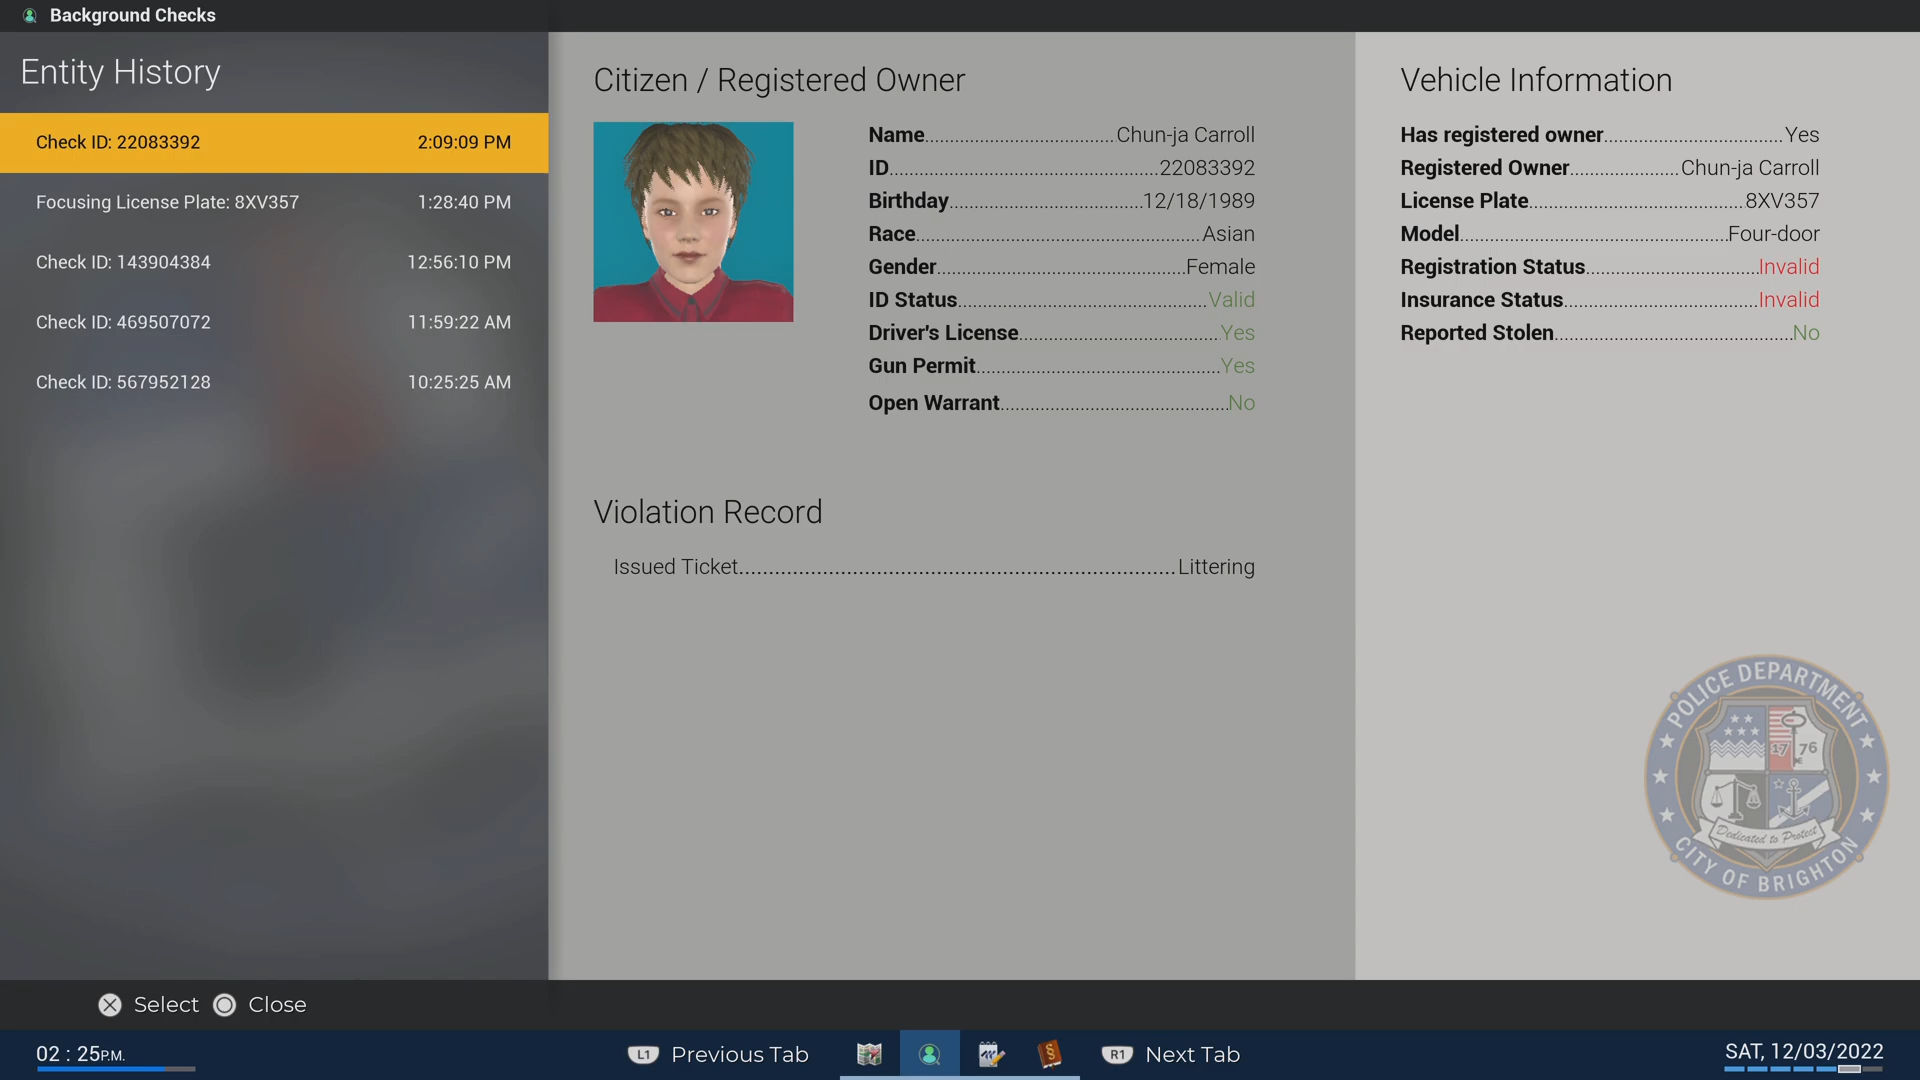 Background Checks
Entity History
Check ID: 22083392 2:09:09 PM
Focusing License Plate: 8XV357 1:28:40 PM
Check ID: 143904384 12:56:10 PM
Check ID: 469507072 11:59:22 AM
Check ID: 567952128 10:25:25 AM
Citizen / Registered Owner
Name Chun-ja Carroll
ID 22083392
Birthday 12/18/1989
Race Asian
Gender Female
ID Status Valid
Driver's License Yes
Gun Permit Yes
Open Warrant No
Violation Record
Issued Ticket Littering
Vehicle Information
Has registered owner Yes
Registered Owner Chun-ja Carroll
License Plate 8XV357
Model Four-door
Registration Status Invalid
Insurance Status Invalid
Reported Stolen No
POLICE DEPARTMENT
17 76
Dedicated to Protect
CITY OF BRIGHTON
Select Close
02 : 25 P.M.
L1 Previous Tab
R1 Next Tab
SAT, 12/03/2022